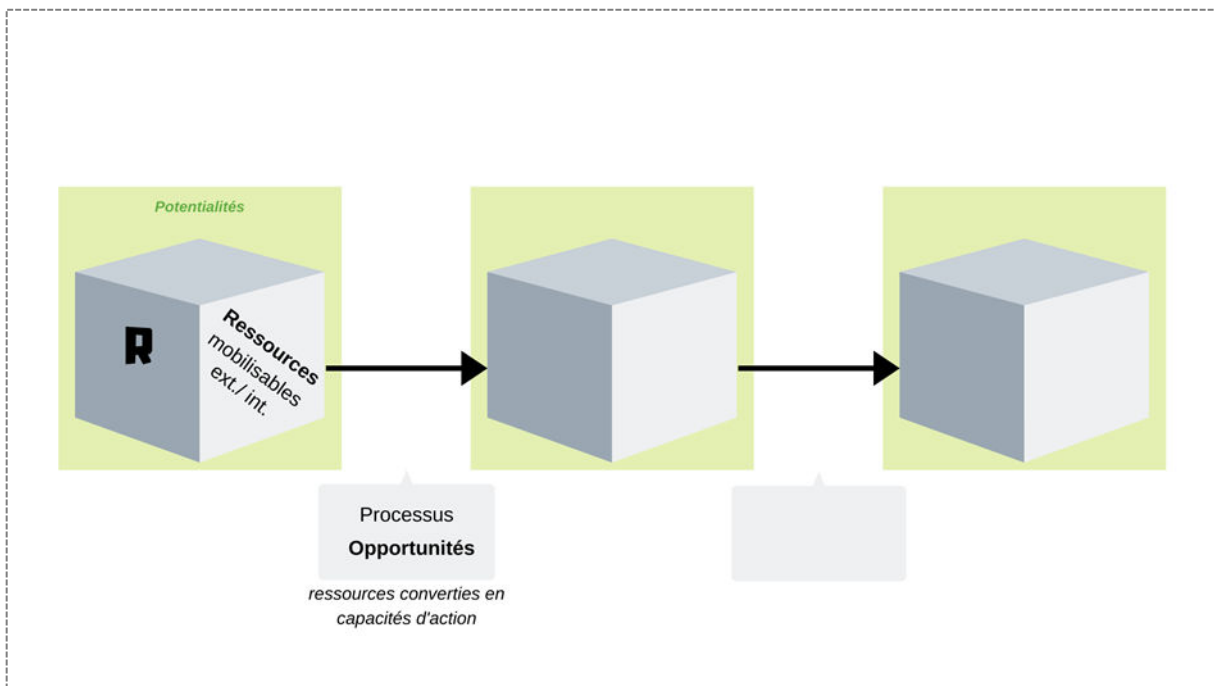 Potentialités
R
Ressources
mobilisables
ext./ int.
Processus
Opportunités
ressources converties en
capacités d'action